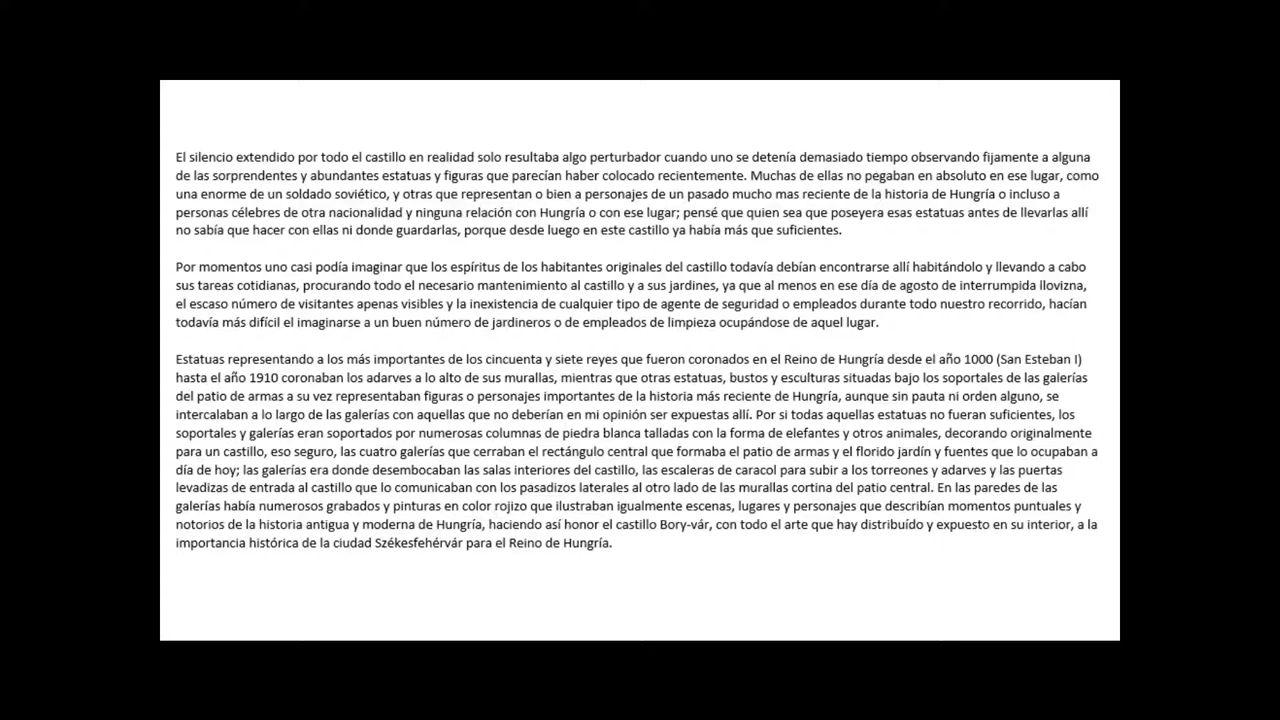 El silencio extendido por todo el castillo en realidad solo resultaba algo perturbador cuando uno se detenía demasiado tiempo observando fijamente a alguna
de las sorprendentes y abundantes estatuas y figuras que parecían haber colocado recientemente. Muchas de ellas no pegaban en absoluto en ese lugar, como
una enorme de un soldado soviético, y otras que representan o bien a personajes de un pasado mucho mas reciente de la historia de Hungría o incluso a
personas célebres de otra nacionalidad y ninguna relación con Hungría o con ese lugar; pensé que quien sea que poseyera esas estatuas antes de llevarlas allí
no sabía que hacer con ellas ni donde guardarlas, porque desde luego en este castillo ya había más que suficientes.
Por momentos uno casi podía imaginar que los espíritus de los habitantes originales del castillo todavía debían encontrarse allí habitándolo y llevando a cabo
sus tareas cotidianas, procurando todo el necesario mantenimiento al castillo y a sus jardines, ya que al menos en ese día de agosto de interrumpida llovizna,
el escaso número de visitantes apenas visibles y la inexistencia de cualquier tipo de agente de seguridad o empleados durante todo nuestro recorrido, hacían
todavía más difícil el imaginarse a un buen número de jardineros o de empleados de limpieza ocupándose de aquel lugar.
Estatuas representando a los más importantes de los cincuenta y siete reyes que fueron coronados en el Reino de Hungría desde el año 1000 (San Esteban I)
hasta el año 1910 coronaban los adarves a lo alto de sus murallas, mientras que otras estatuas, bustos y esculturas situadas bajo los soportales de las galerías
del patio de armas a su vez representaban figuras o personajes importantes de la historia más reciente de Hungría, aunque sin pauta ni orden alguno, se
intercalaban a lo largo de las galerías con aquellas que no deberían en mi opinión ser expuestas allí. Por si todas aquellas estatuas no fueran suficientes, los
soportales y galerías eran soportados por numerosas columnas de piedra blanca talladas con la forma de elefantes y otros animales, decorando originalmente
para un castillo, eso seguro, las cuatro galerías que cerraban el rectángulo central que formaba el patio de armas y el florido jardín y fuentes que lo ocupaban a
día de hoy; las galerías era donde desembocaban las salas interiores del castillo, las escaleras de caracol para subir a los torreones y adarves y las puertas
levadizas de entrada al castillo que lo comunicaban con los pasadizos laterales al otro lado de las murallas cortina del patio central. En las paredes de las
galerías había numerosos grabados y pinturas en color rojizo que ilustraban igualmente escenas, lugares y personajes que describían momentos puntuales y
notorios de la historia antigua y moderna de Hungría, haciendo así honor el castillo Bory-vár, con todo el arte que hay distribuído y expuesto en su interior, a la
importancia histórica de la ciudad Székesfehérvár para el Reino de Hungría.